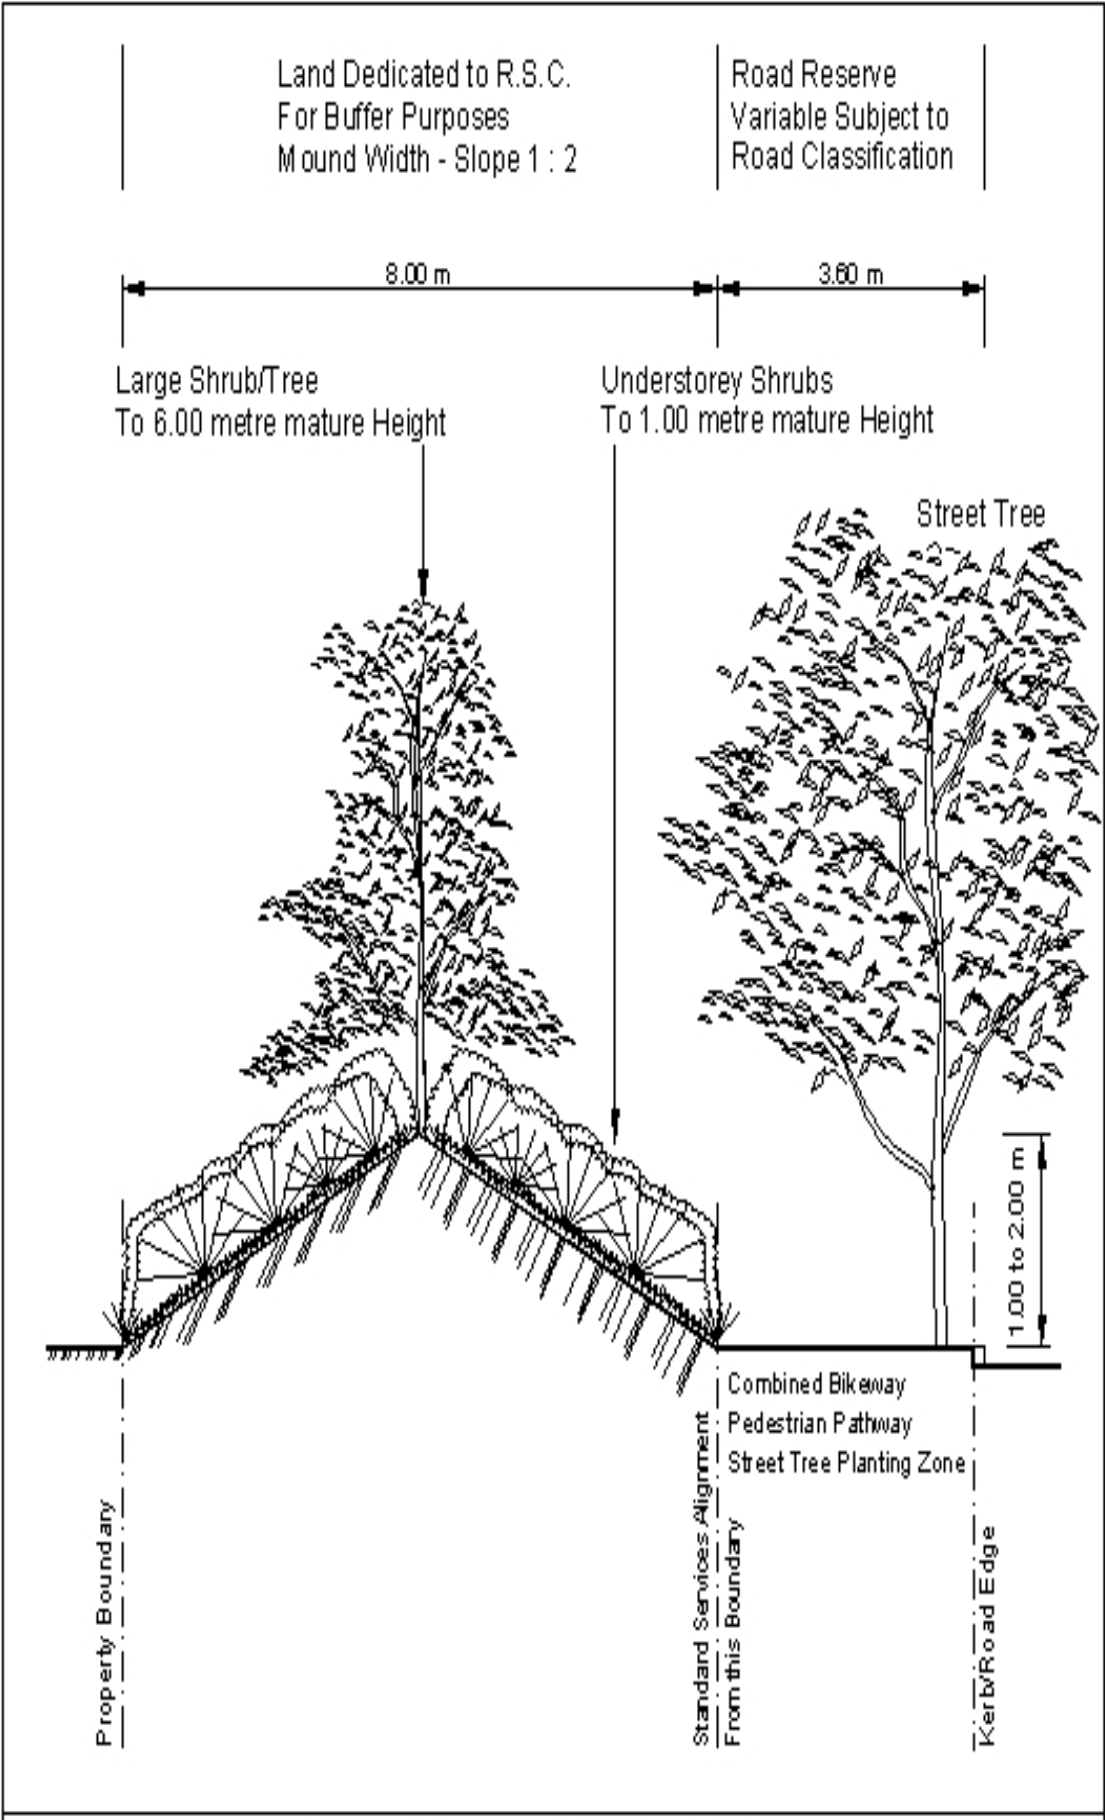 Land Dedicated to R.S.C.
For Buffer Purposes
Mound Width - Slope 1 : 2
Road Reserve
Variable Subject to
Road Classification
8.00 m
3.60 m
Large Shrub/Tree
To 6.00 metre mature Height
Understorey Shrubs
To 1.00 metre mature Height
Street Tree
1.00 to 2.00 m
Combined Bikeway
Pedestrian Pathway
Street Tree Planting Zone
Property Boundary
Standard Services Alignment
From this Boundary
Kerb/Road Edge